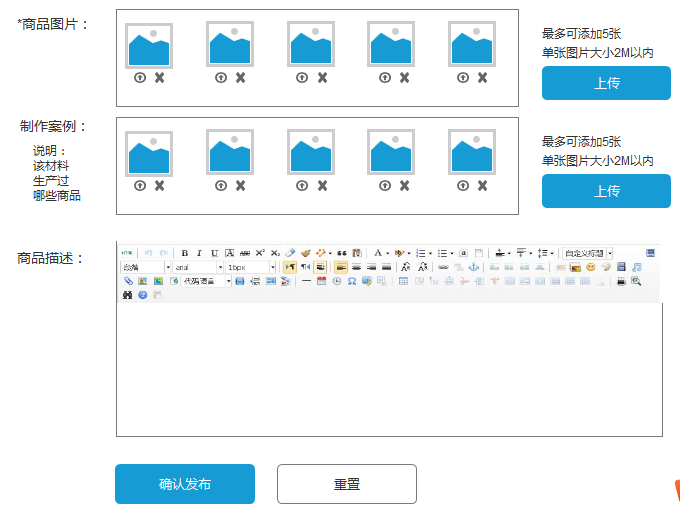 *商品图片：
最多可添加5张
单张图片大小2M以内
上传
制作案例：
说明：
该材料
生产过
哪些商品
最多可添加5张
单张图片大小2M以内
上传
商品描述：
HTML
自定义标题
段落 arial 16px
代码语言
确认发布 重置